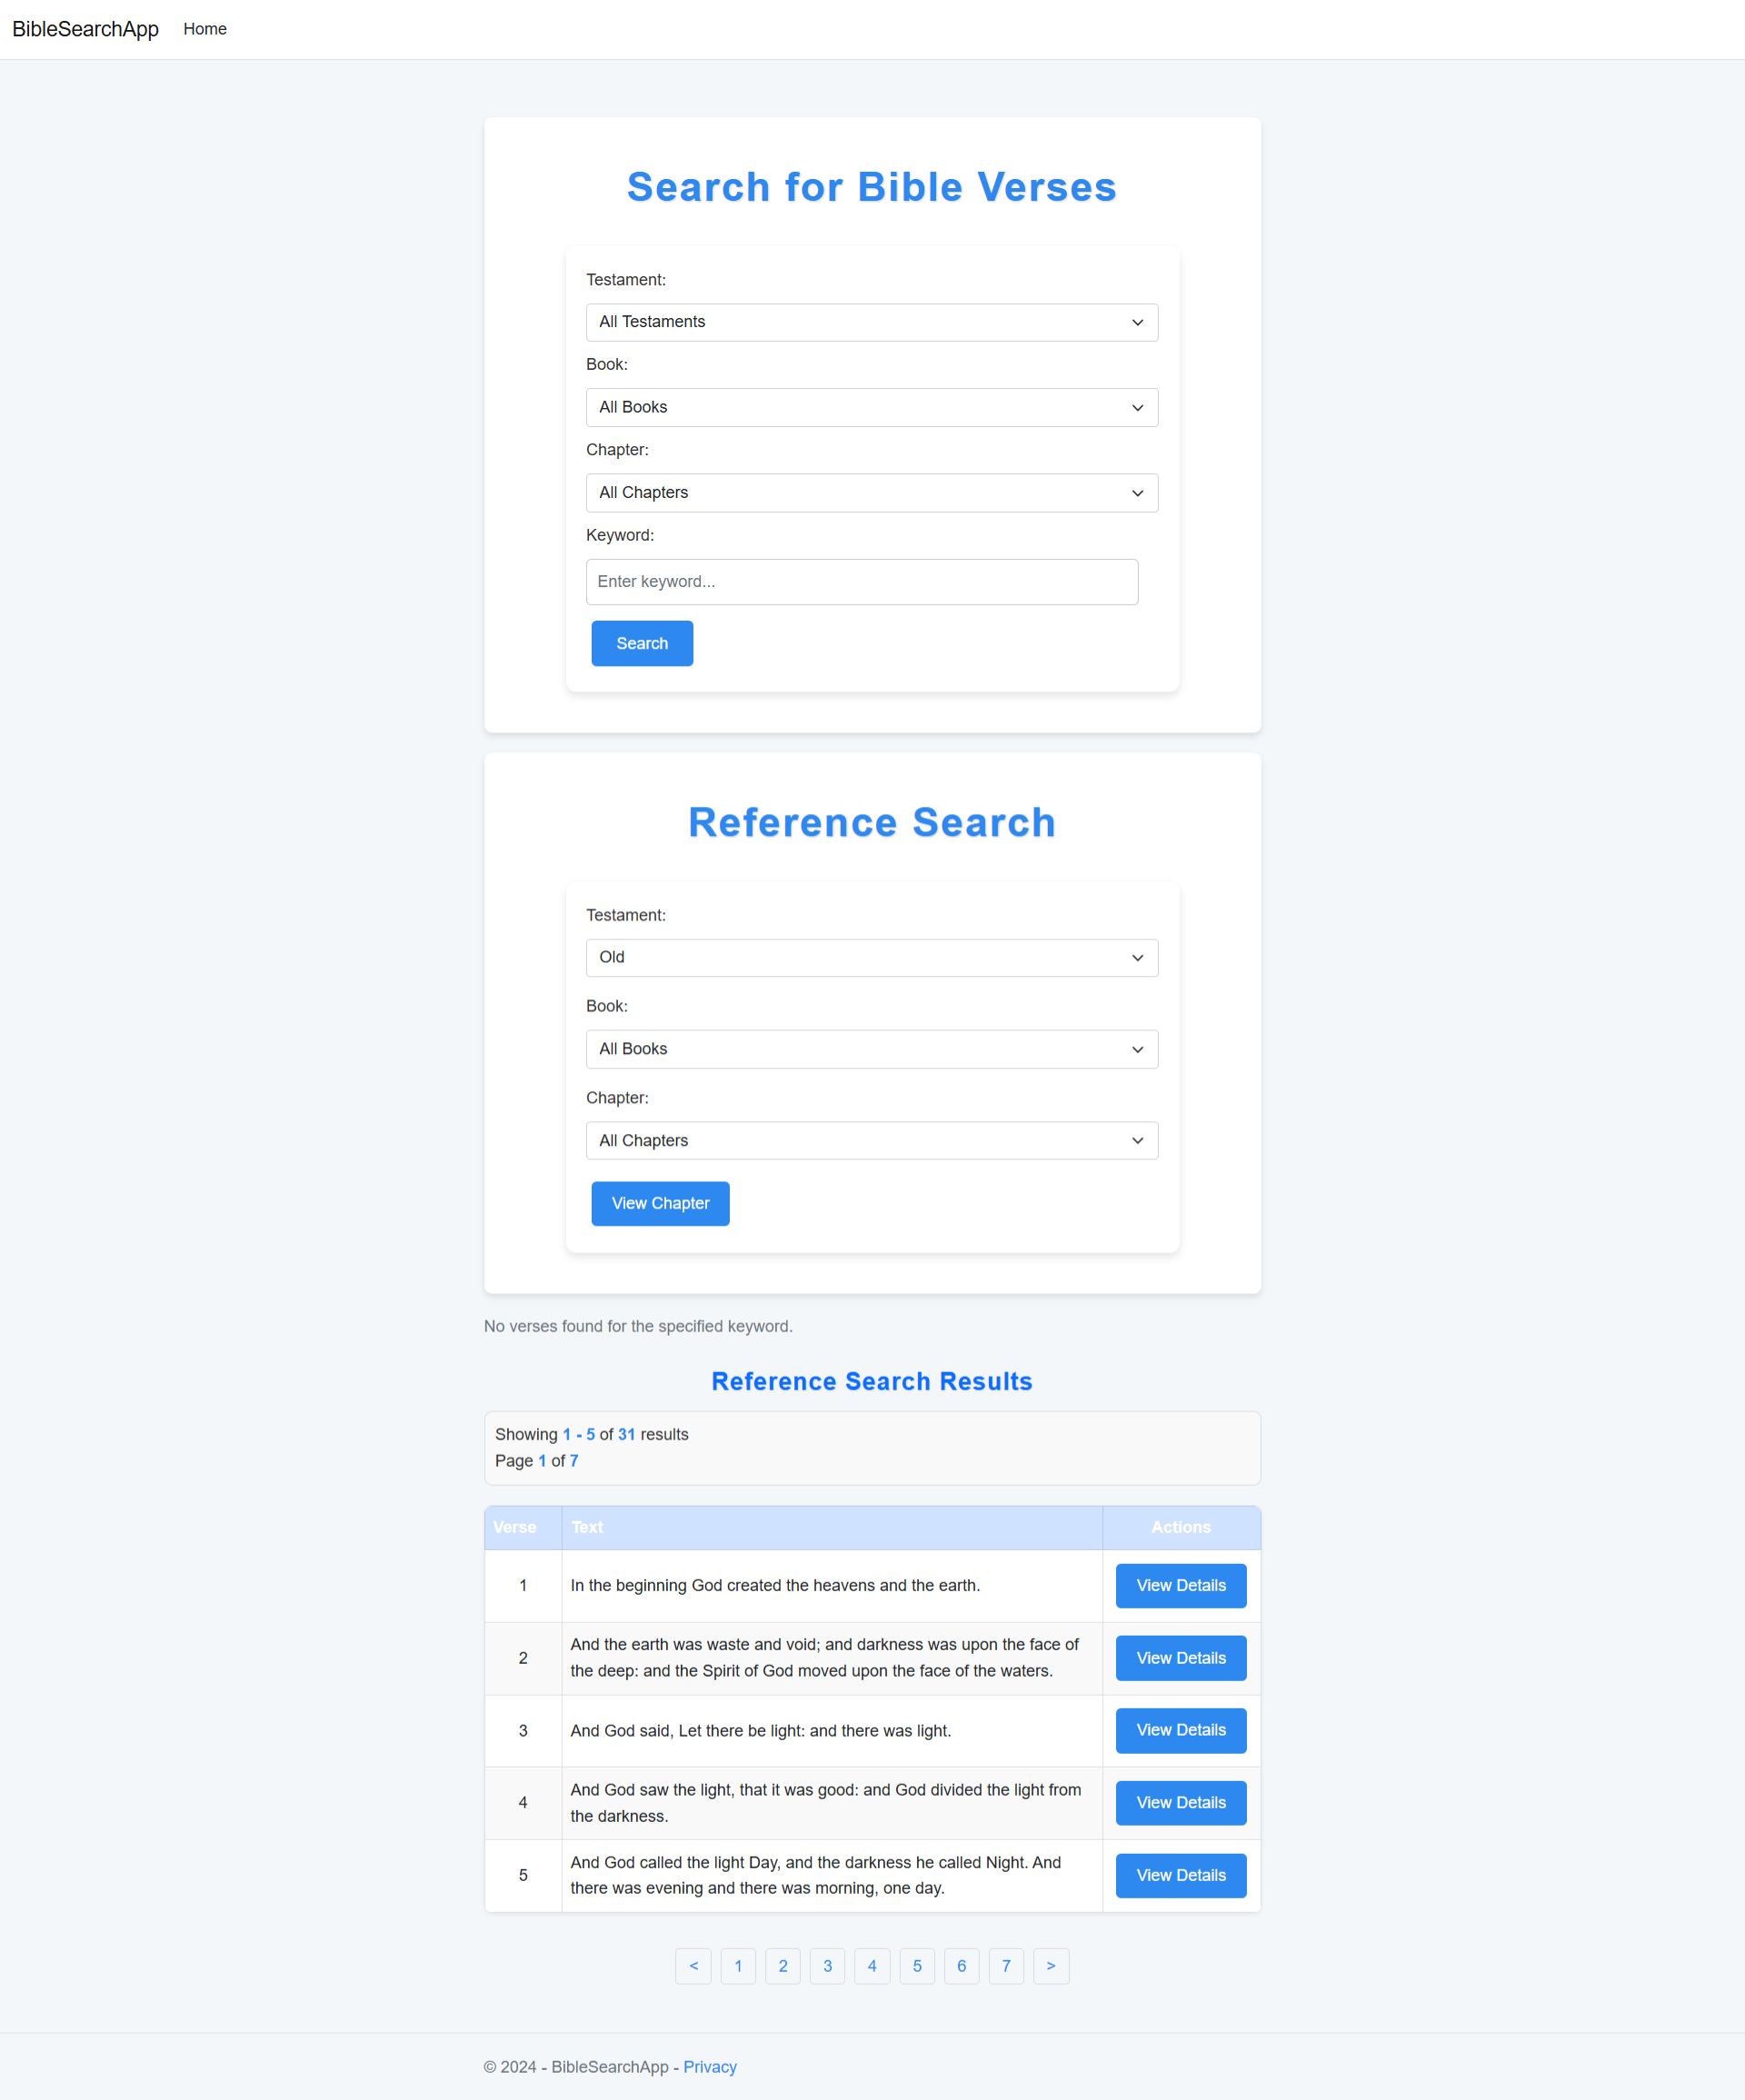 BibleSearchApp Home
Search for Bible Verses
Testament:
All Testaments
Book:
All Books
Chapter:
All Chapters
Keyword:
Enter keyword...
Search
Reference Search
Testament:
Old
Book:
All Books
Chapter:
All Chapters
View Chapter
No verses found for the specified keyword.
Reference Search Results
Showing 1 - 5 of 31 results
Page 1 of 7
Verse Text Actions
1 In the beginning God created the heavens and the earth. View Details
2 And the earth was waste and void; and darkness was upon the face of
the deep: and the Spirit of God moved upon the face of the waters. View Details
3 And God said, Let there be light: and there was light. View Details
4 And God saw the light, that it was good: and God divided the light from
the darkness. View Details
5 And God called the light Day, and the darkness he called Night. And
there was evening and there was morning, one day. View Details
< 1 2 3 4 5 6 7 >
© 2024 - BibleSearchApp - Privacy